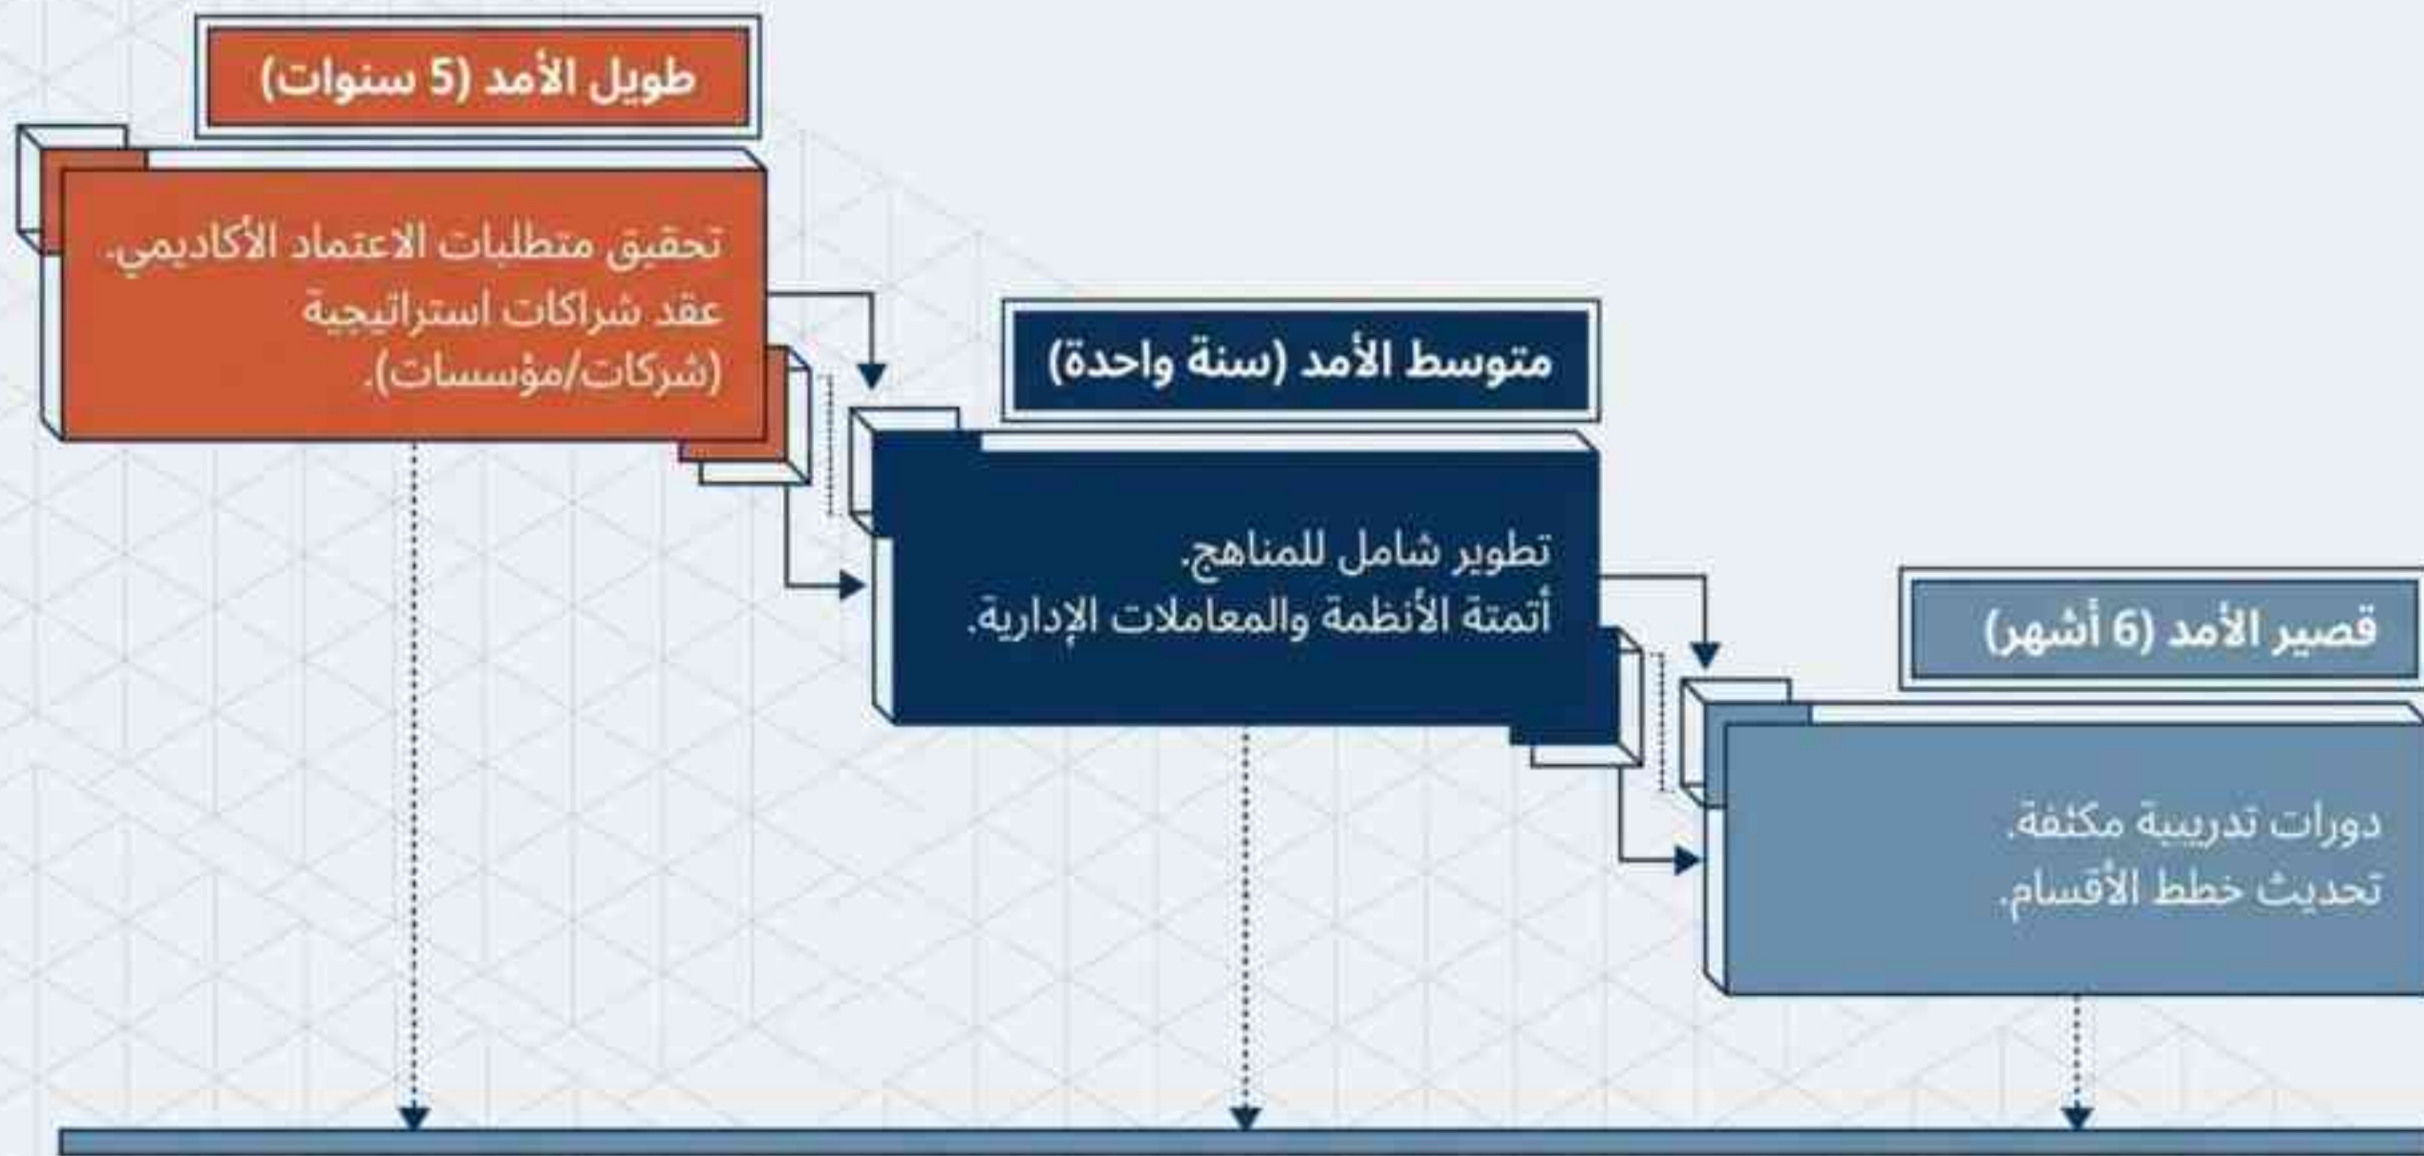 طويل الأمد (5 سنوات)
تحقيق متطلبات الاعتماد الأكاديمي.
عقد شراكات استراتيجية
(شركات/مؤسسات).
متوسط الأمد (سنة واحدة)
تطوير شامل للمناهج.
أتمتة الأنظمة والمعاملات الإدارية.
قصير الأمد (6 أشهر)
دورات تدريبية مكثفة.
تحديث خطط الأقسام.